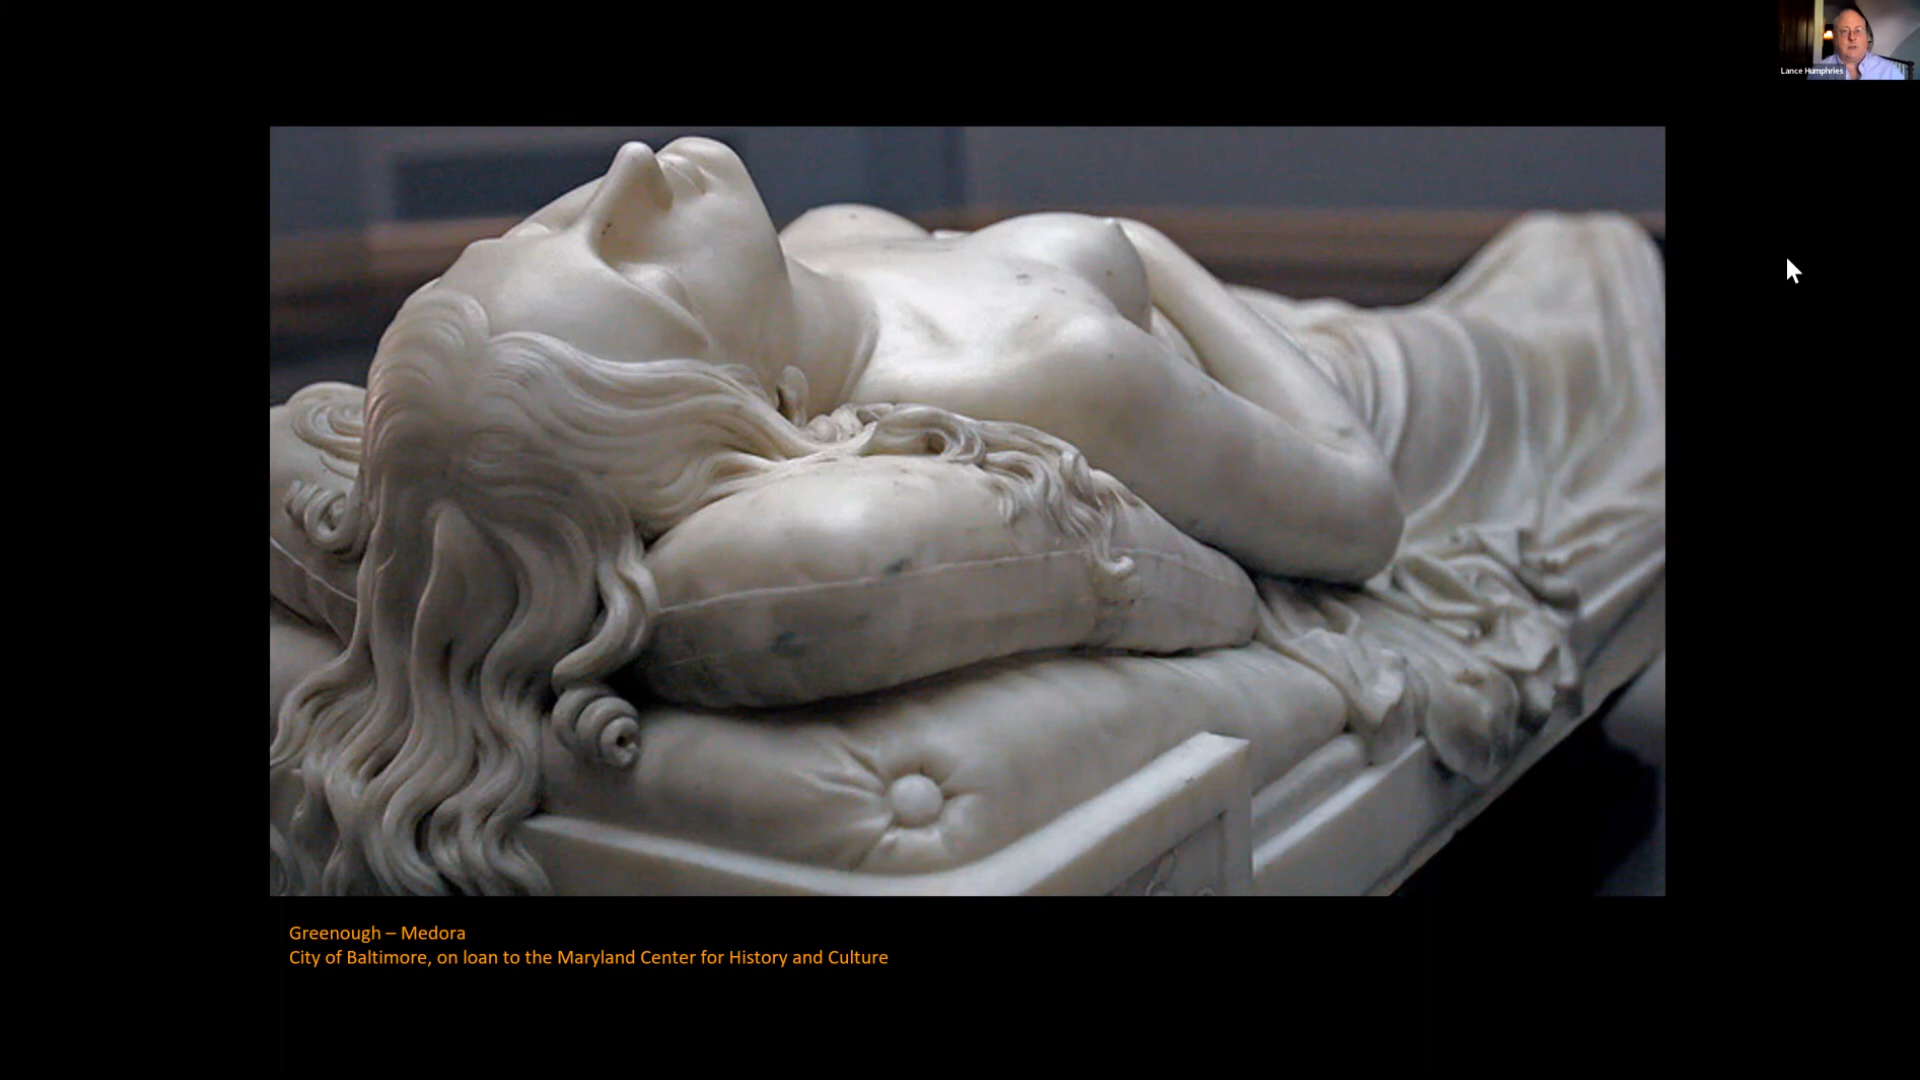 Lance Humphries
Greenough – Medora
City of Baltimore, on loan to the Maryland Center for History and Culture